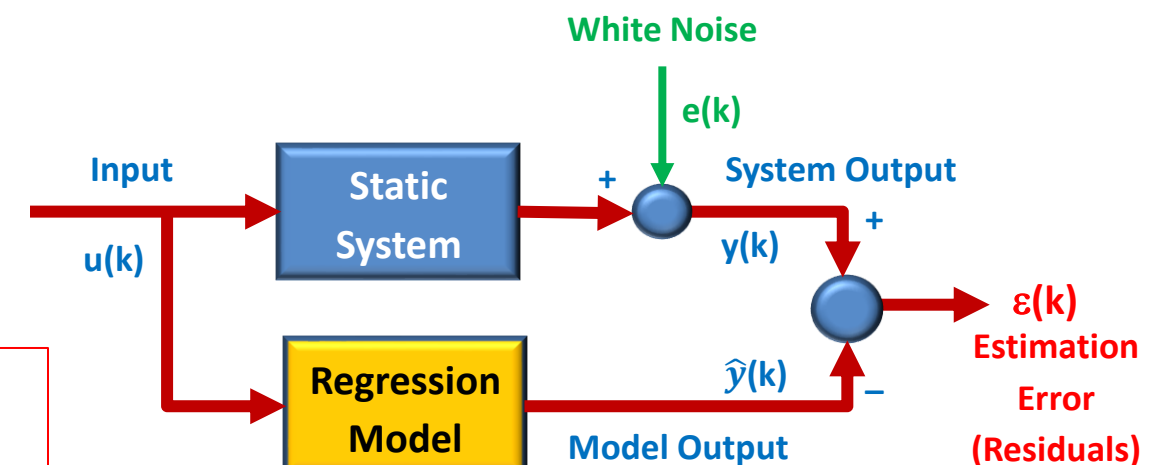 White Noise
e(k)
Input
Static
System
+
System Output
u(k)
y(k)
+
ε(k)
Estimation
Error
(Residuals)
Regression
Model
ŷ(k)
–
Model Output